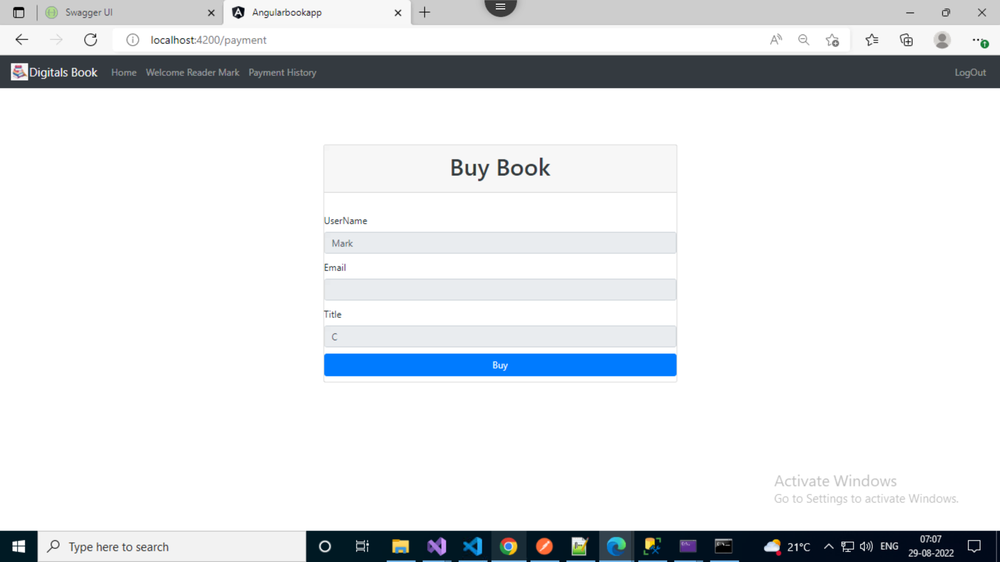 Swagger UI
Angularbookapp
localhost:4200/payment
Digitals Book Home Welcome Reader Mark Payment History LogOut
Buy Book
UserName
Mark
Email
Title
C
Buy
Activate Windows
Go to Settings to activate Windows.
Type here to search
21°C
ENG
07:07
29-08-2022